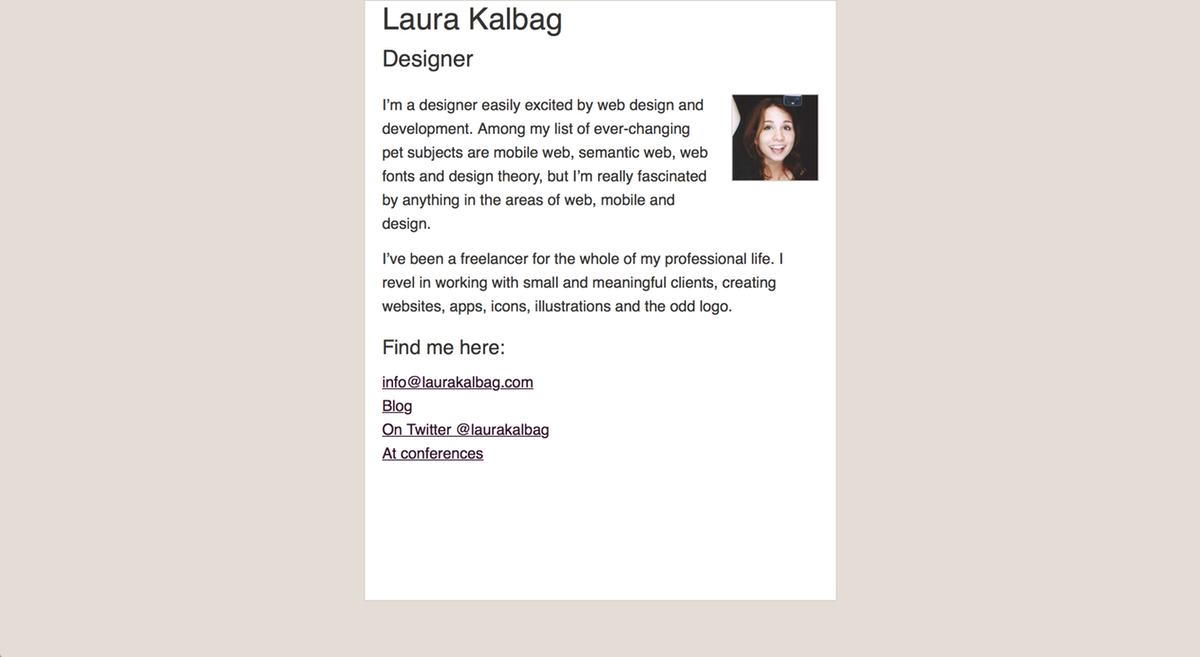 Laura Kalbag
Designer
I’m a designer easily excited by web design and
development. Among my list of ever-changing
pet subjects are mobile web, semantic web, web
fonts and design theory, but I’m really fascinated
by anything in the areas of web, mobile and
design.
I’ve been a freelancer for the whole of my professional life. I
revel in working with small and meaningful clients, creating
websites, apps, icons, illustrations and the odd logo.
Find me here:
info@laurakalbag.com
Blog
On Twitter @laurakalbag
At conferences